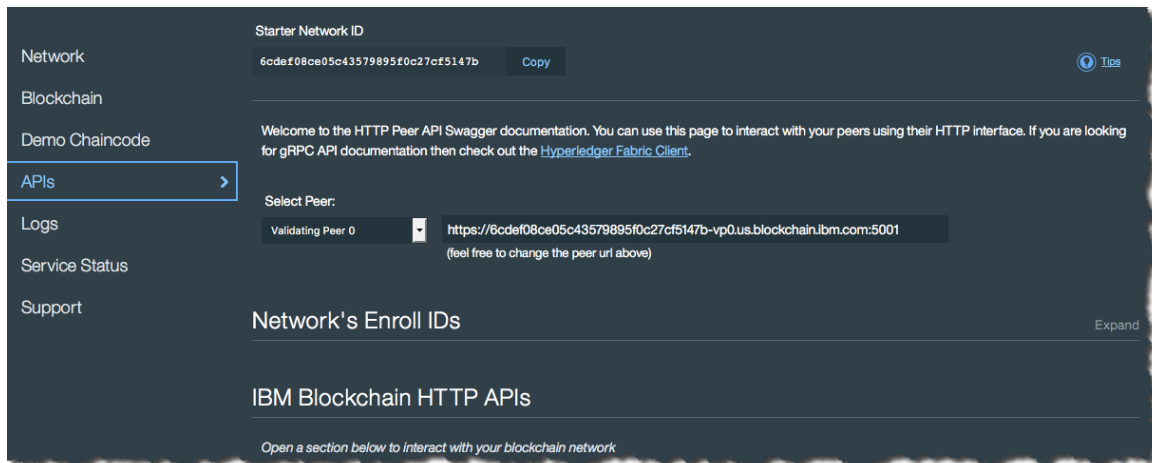 Starter Network ID
Network
6cdef08ce05c43579895f0c27cf5147b
Copy
Tips
Blockchain
Demo Chaincode
Welcome to the HTTP Peer API Swagger documentation. You can use this page to interact with your peers using their HTTP interface. If you are looking
for gRPC API documentation then check out the Hyperledger Fabric Client.
APIs
Select Peer:
Logs
Validating Peer 0
https://6cdef08ce05c43579895f0c27cf5147b-vp0.us.blockchain.ibm.com:5001
(feel free to change the peer url above)
Service Status
Support
Network's Enroll IDs
Expand
IBM Blockchain HTTP APIs
Open a section below to interact with your blockchain network